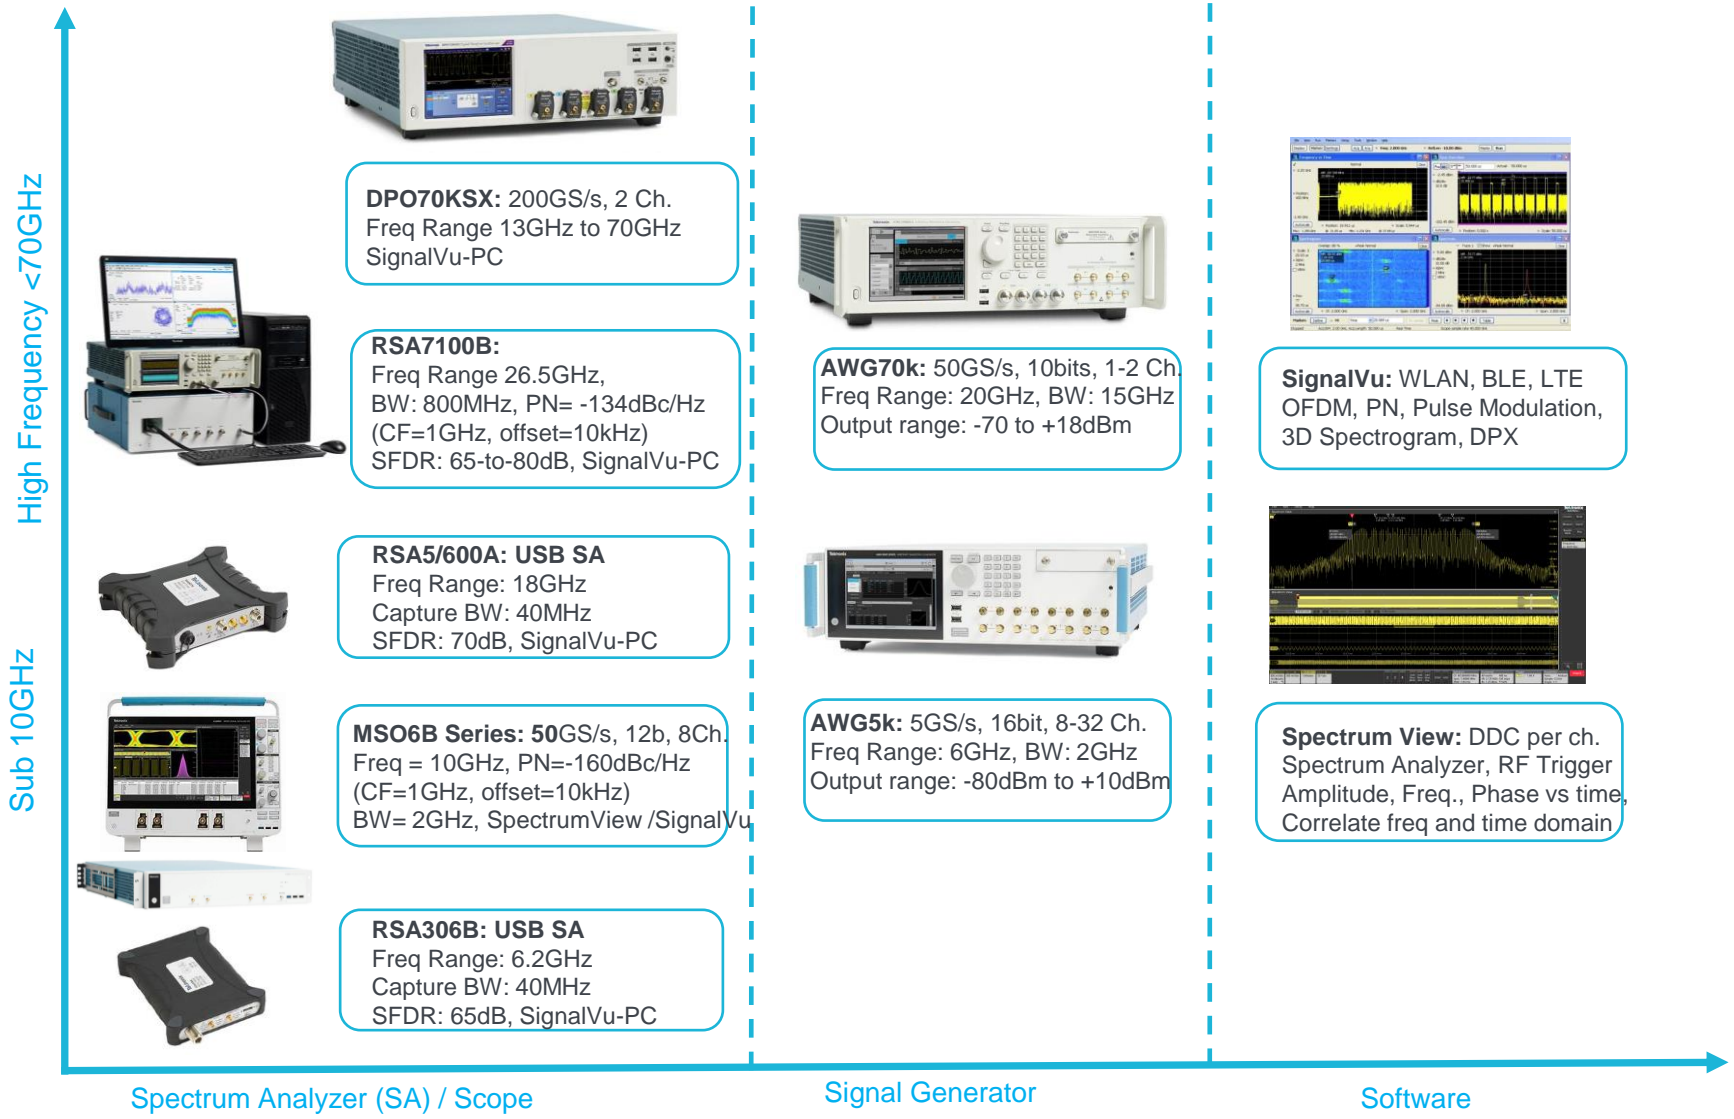 High Frequency <70GHz
Sub 10GHz
DPO70KSX: 200GS/s, 2 Ch.
Freq Range 13GHz to 70GHz
SignalVu-PC
RSA7100B:
Freq Range 26.5GHz,
BW: 800MHz, PN= -134dBc/Hz
(CF=1GHz, offset=10kHz)
SFDR: 65-to-80dB, SignalVu-PC
RSA5/600A: USB SA
Freq Range: 18GHz
Capture BW: 40MHz
SFDR: 70dB, SignalVu-PC
MSO6B Series: 50GS/s, 12b, 8Ch.
Freq = 10GHz, PN=-160dBc/Hz
(CF=1GHz, offset=10kHz)
BW= 2GHz, SpectrumView /SignalVu
RSA306B: USB SA
Freq Range: 6.2GHz
Capture BW: 40MHz
SFDR: 65dB, SignalVu-PC
AWG70k: 50GS/s, 10bits, 1-2 Ch.
Freq Range: 20GHz, BW: 15GHz
Output range: -70 to +18dBm
AWG5k: 5GS/s, 16bit, 8-32 Ch.
Freq Range: 6GHz, BW: 2GHz
Output range: -80dBm to +10dBm
SignalVu: WLAN, BLE, LTE
OFDM, PN, Pulse Modulation,
3D Spectrogram, DPX
Spectrum View: DDC per ch.
Spectrum Analyzer, RF Trigger
Amplitude, Freq., Phase vs time,
Correlate freq and time domain
Spectrum Analyzer (SA) / Scope
Signal Generator
Software